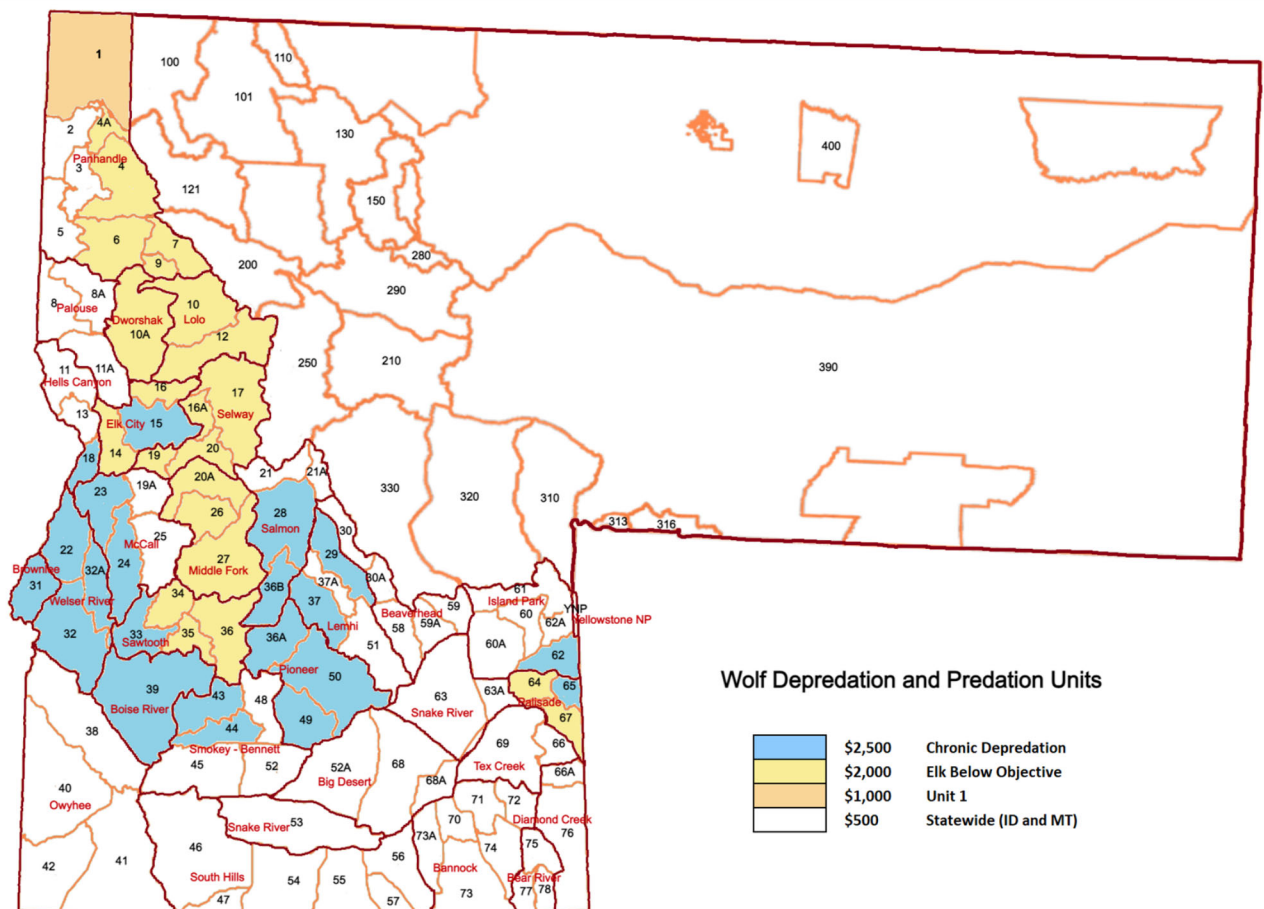 1
100
110
101
130
400
2
4A
Panhandle
3
4
121
150
5
6
7
9
200
280
290
8
8A
Palouse
10
Dworshak
Lolo
10A
12
250
210
390
11
11A
Hells Canyon
16
17
13
16A
Selway
Elk City
15
14
19
20
18
21
21A
20A
19A
23
330
320
310
28
Salmon
26
30
313
316
25
22
McCall
24
29
27
Middle Fork
32A
Brownlee
31
Weiser River
36B
37A
30A
34
37
61
Island Park
59
YNP
Beaverhead
60
62A
Yellowstone NP
58
59A
32
33
Sawtooth
35
36
36A
Lemhi
51
60A
62
Pioneer
50
39
43
48
Boise River
49
63
Snake River
63A
64
65
Palisade
67
Wolf Depredation and Predation Units
38
44
Smokey - Bennett
45
52
52A
Big Desert
68
68A
69
Tex Creek
66
66A
$2,500 Chronic Depredation
$2,000 Elk Below Objective
$1,000 Unit 1
$500 Statewide (ID and MT)
40
Owyhee
71
72
Snake River
53
70
Diamond Creek
76
73A
74
75
42
41
46
56
Bannock
South Hills
54
55
73
Bear River
47
57
77
78